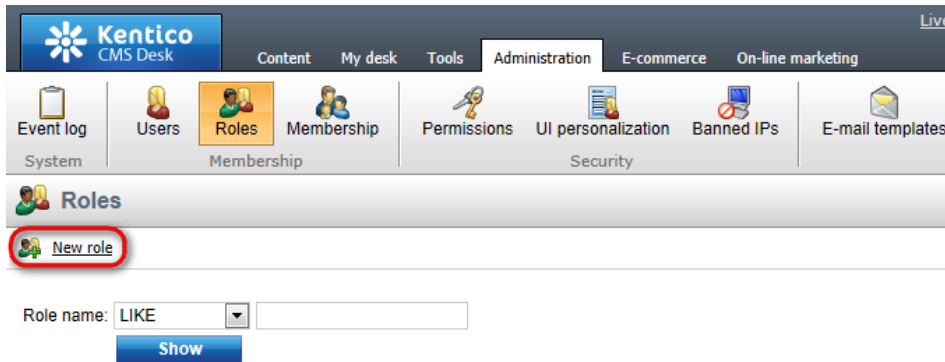 Live
Kentico
CMS Desk
Content My desk Tools Administration E-commerce On-line marketing
Event log Users Roles Membership Permissions UI personalization Banned IPs E-mail templates
System Membership Security
Roles
New role
Role name: LIKE
Show